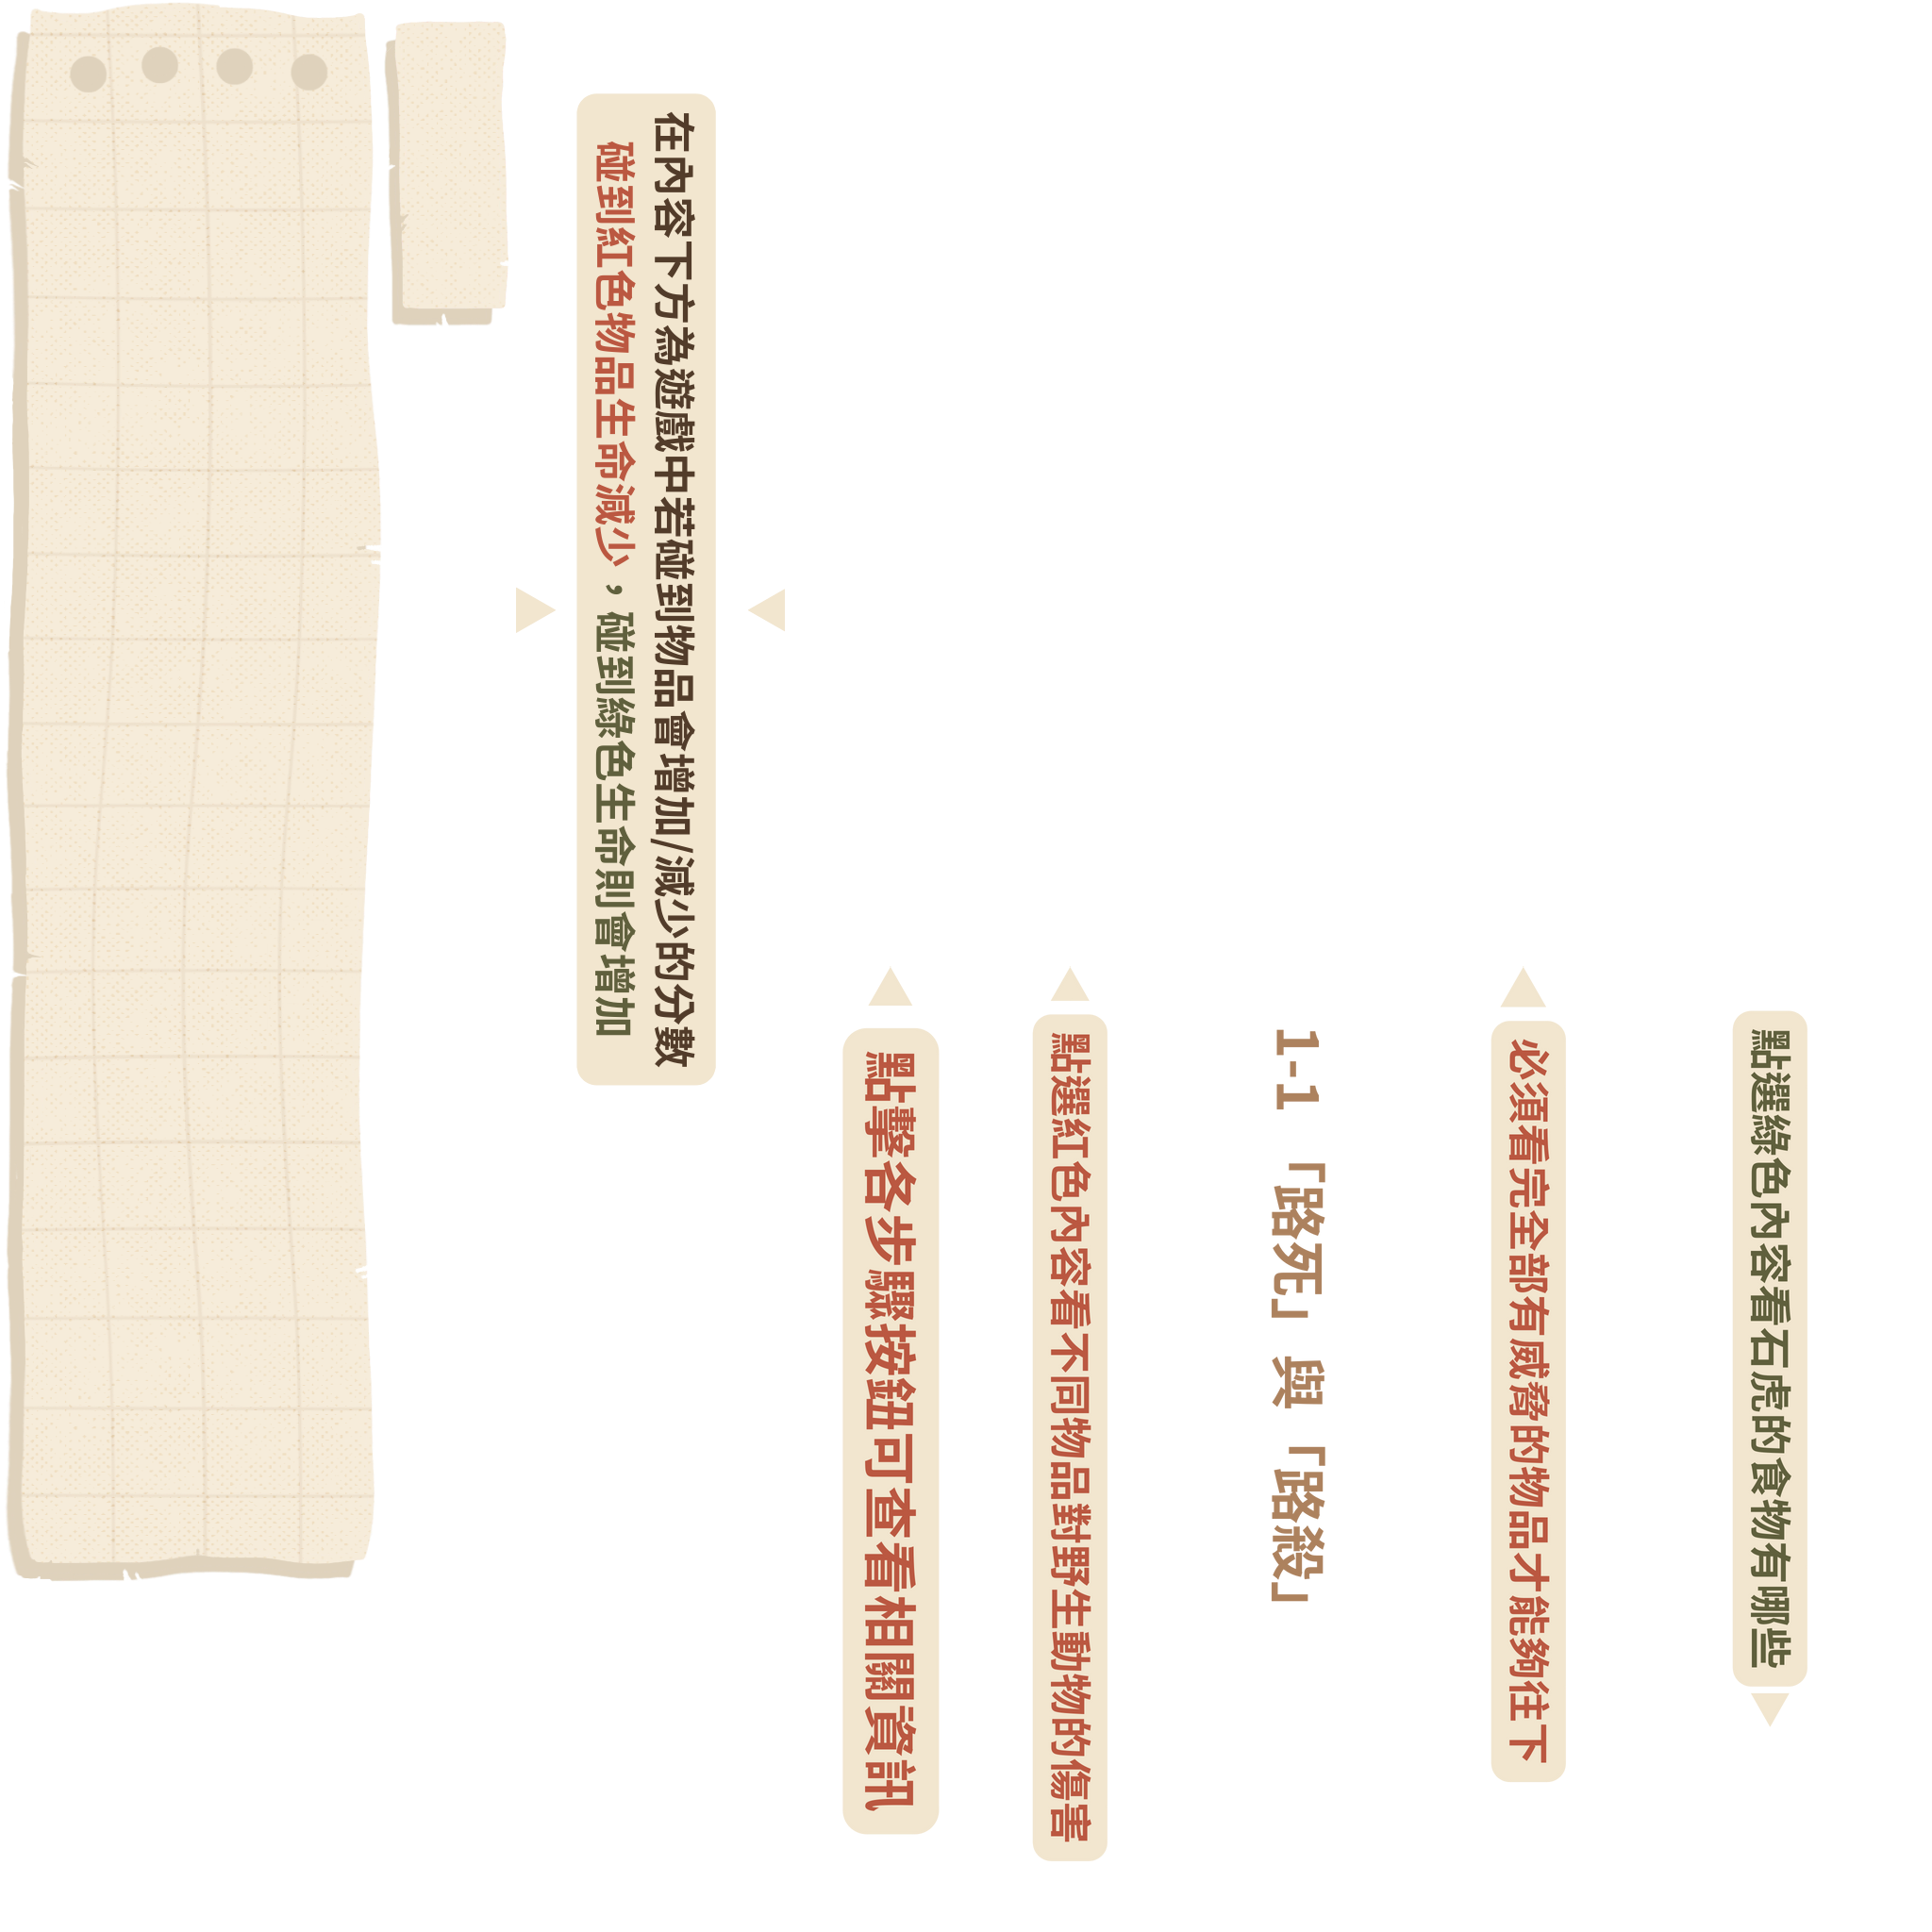 點選綠色內容看石虎的食物有哪些
必須看完全部有威脅的物品才能夠往下
1-1 「路死」與「路殺」
點選紅色內容看不同物品對野生動物的傷害
點擊各步驟按鈕可查看相關資訊
在內容下方為遊戲中若碰到物品會增加/減少的分數
碰到紅色物品生命減少，碰到綠色生命則會增加